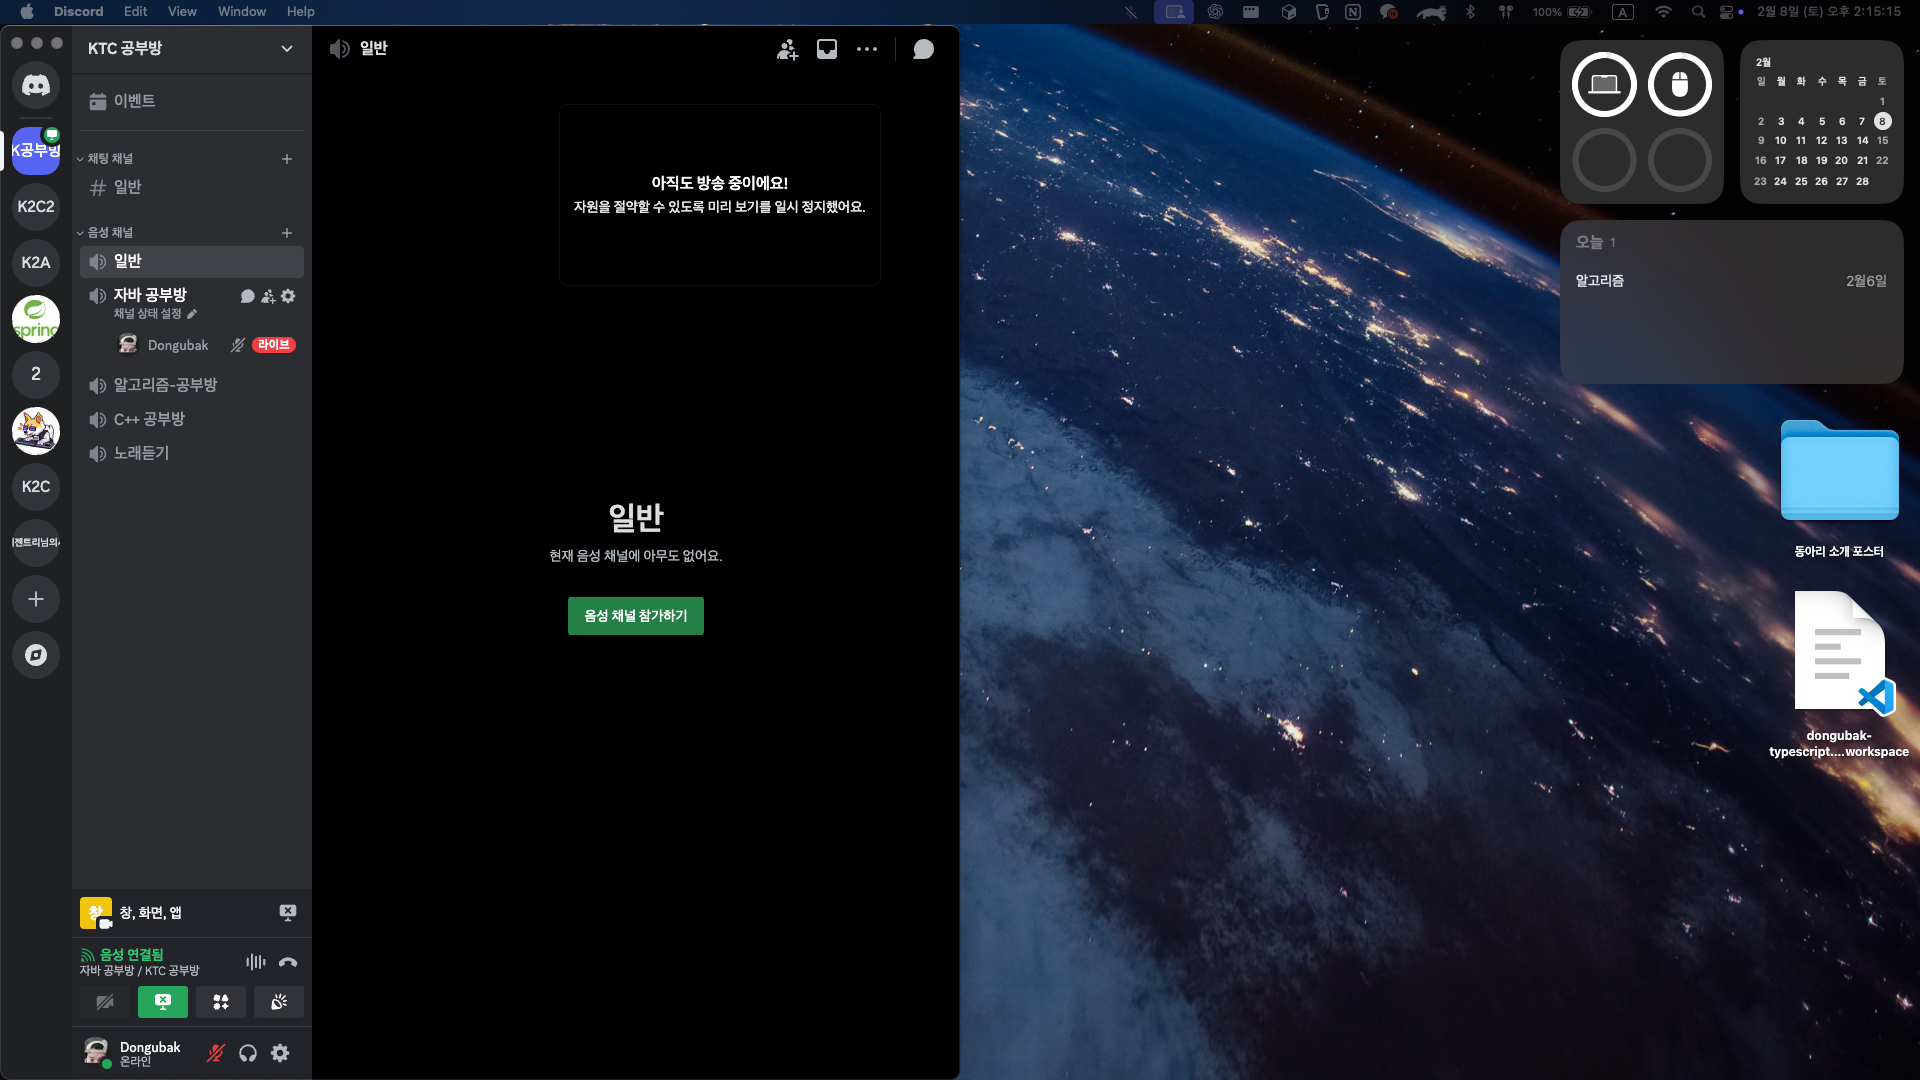 Discord Edit View Window Help
100% A 2월 8일 (토) 오후 2:15:15
KTC 공부방
일반
이벤트
K공부방
채팅 채널
일반
K2C2
음성 채널
K2A
일반
자바 공부방
채널 상태 설정
spring
Dongubak 라이브
2
알고리즘-공부방
C++ 공부방
노래듣기
K2C
아직도 방송 중이에요!
자원을 절약할 수 있도록 미리 보기를 일시 정지했어요.
일반
현재 음성 채널에 아무도 없어요.
음성 채널 참가하기
창, 화면, 앱
음성 연결됨
자바 공부방 / KTC 공부방
Dongubak
온라인
2월
일 월 화 수 목 금 토
1
2 3 4 5 6 7 8
9 10 11 12 13 14 15
16 17 18 19 20 21 22
23 24 25 26 27 28
오늘 1
알고리즘 2월6일
동아리 소개 포스터
dongubak-
typescript....workspace